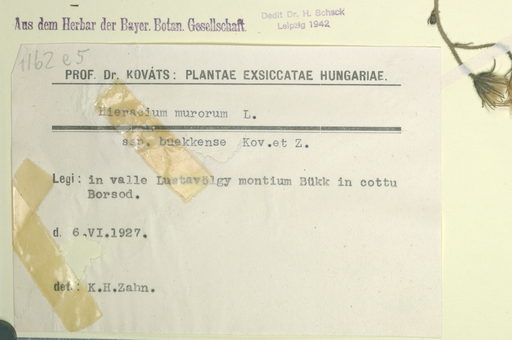 Aus dem Herbar der Bayer. Botan. Gesellschaft.
Dedit Dr. H. Schack
Leipzig 1942
1162 e5
PROF. Dr. KOVÁTS: PLANTAE EXSICCATAE HUNGARIAE.
Hieracium murorum L.
ssp. buekkense Kov.et Z.
Legi: in valle Lustavölgy montium Bükk in cottu
Borsod.
d. 6.VI.1927.
det.: K.H.Zahn.